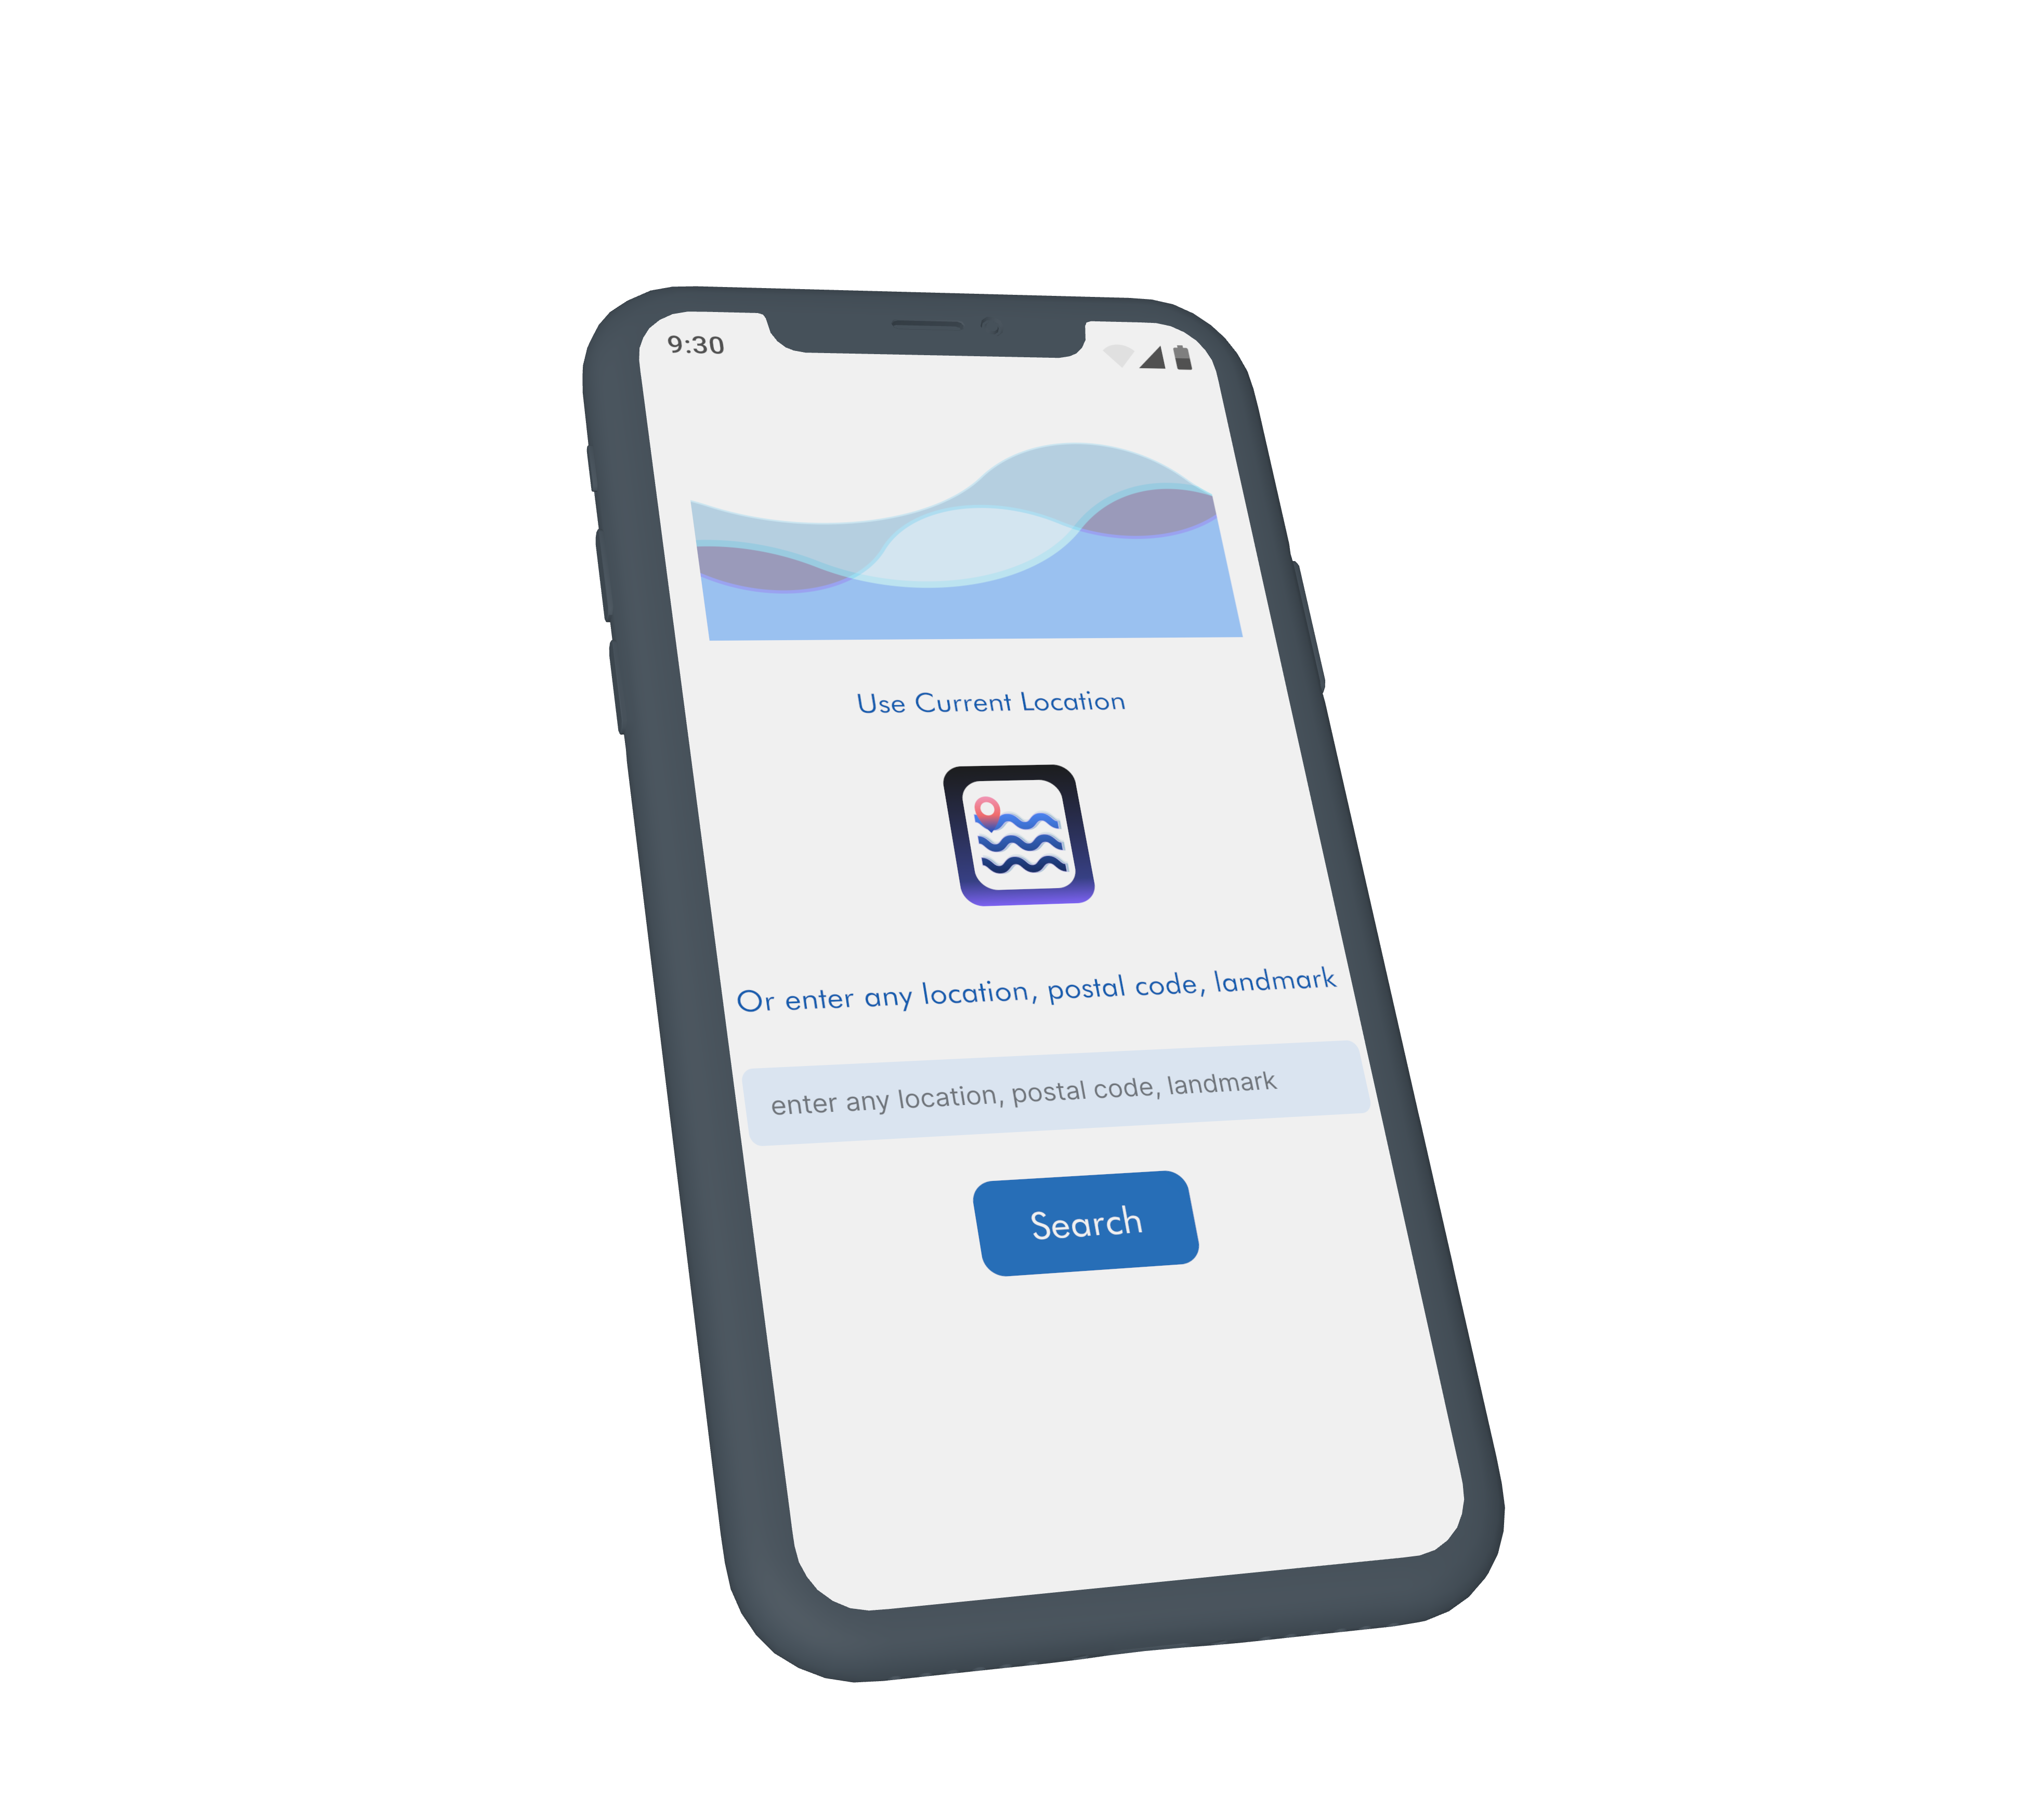 9:30
Use Current Location
Or enter any location, postal code, landmark
enter any location, postal code, landmark
Search